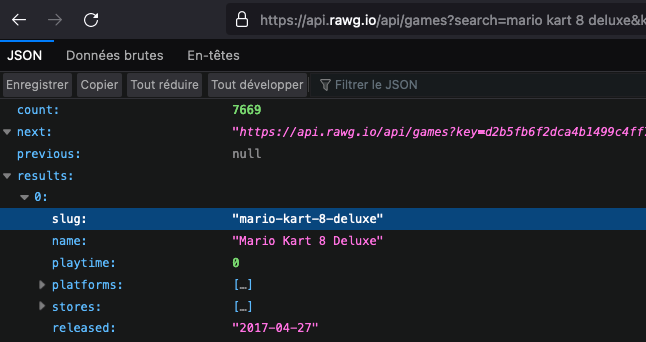 https://api.rawg.io/api/games?search=mario kart 8 deluxe&k
JSON Données brutes En-têtes
Enregistrer Copier Tout réduire Tout développer Filtrer le JSON
count: 7669
next: "https://api.rawg.io/api/games?key=d2b5fb6f2dca4b1499c4ff
previous: null
results:
0:
slug: "mario-kart-8-deluxe"
name: "Mario Kart 8 Deluxe"
playtime: 0
platforms: […]
stores: […]
released: "2017-04-27"